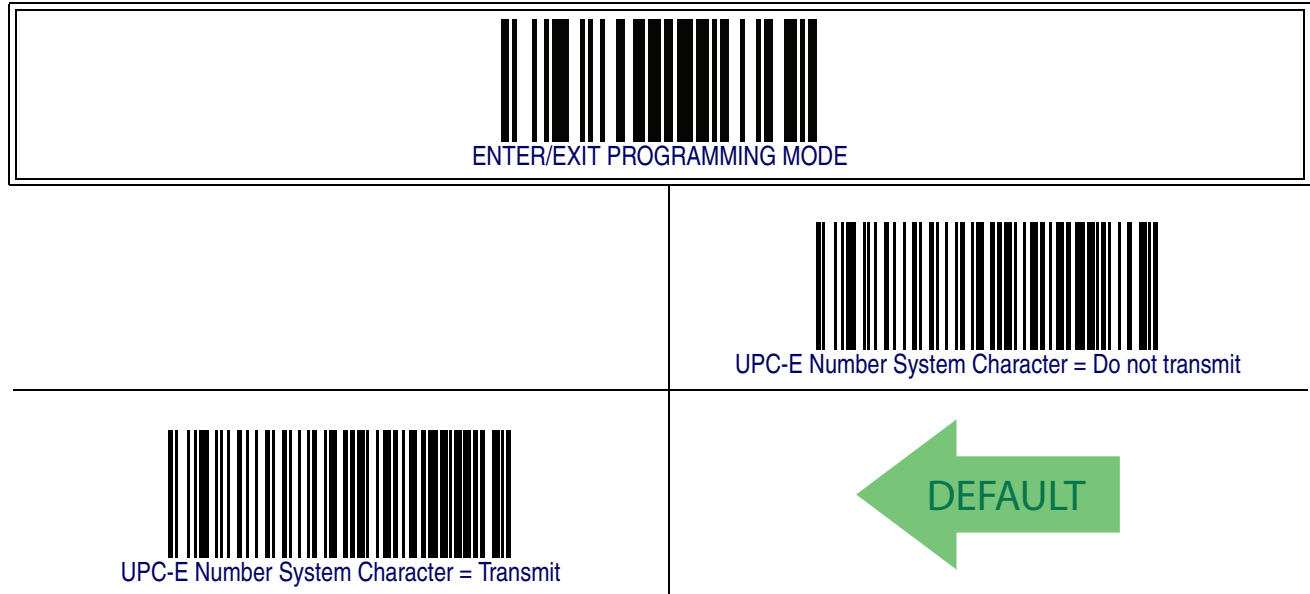 ENTER/EXIT PROGRAMMING MODE
UPC-E Number System Character = Do not transmit
UPC-E Number System Character = Transmit
DEFAULT